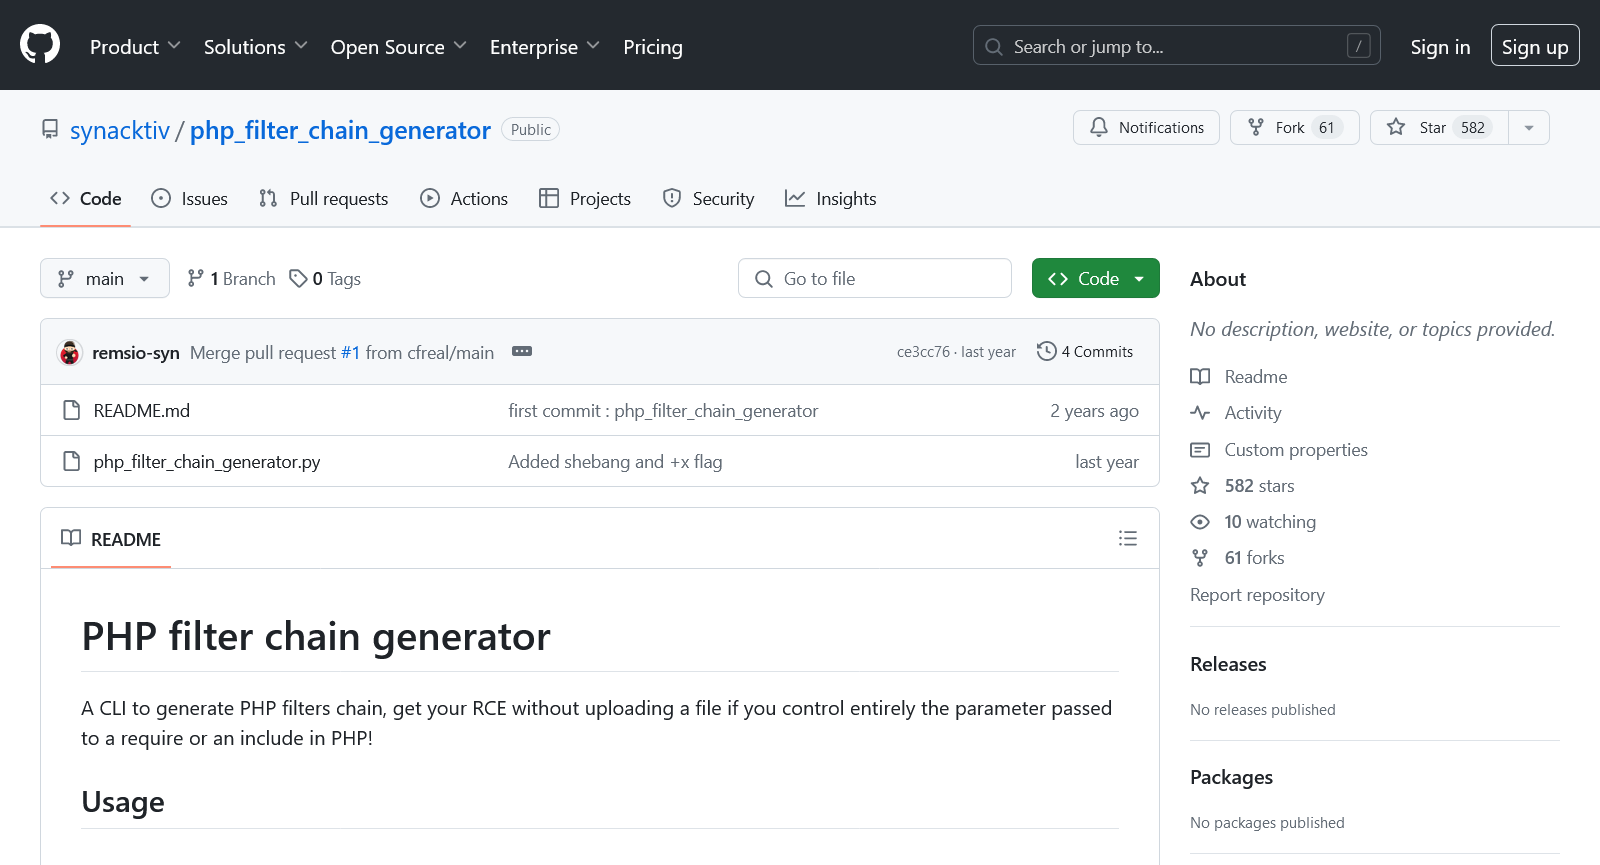 Product Solutions Open Source Enterprise Pricing Search or jump to... / Sign in Sign up
synacktiv / php_filter_chain_generator Public Notifications Fork 61 Star 582
Code Issues Pull requests Actions Projects Security Insights
main 1 Branch 0 Tags Go to file Code
remsio-syn Merge pull request #1 from cfreal/main ce3cc76 · last year 4 Commits
README.md first commit : php_filter_chain_generator 2 years ago
php_filter_chain_generator.py Added shebang and +x flag last year
README
PHP filter chain generator
A CLI to generate PHP filters chain, get your RCE without uploading a file if you control entirely the parameter passed
to a require or an include in PHP!
Usage
About
No description, website, or topics provided.
Readme
Activity
Custom properties
582 stars
10 watching
61 forks
Report repository
Releases
No releases published
Packages
No packages published